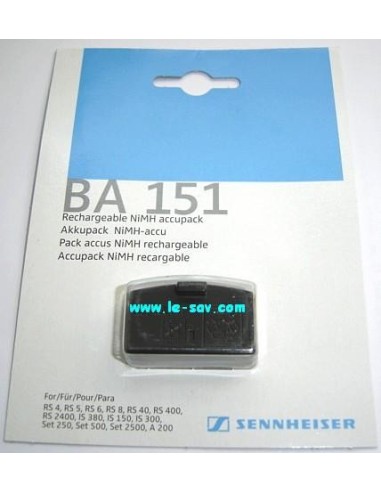 BA 151
Rechargeable NiMH accupack
Akkupack NiMH-accu
Pack accus NiMH rechargeable
Accupack NiMH recargable
www.le-sav.com
For/Für/Pour/Para
RS 4, RS 5, RS 6, RS 8, RS 40, RS 400,
RS 2400, IS 380, IS 150, IS 300,
Set 250, Set 500, Set 2500, A 200
SENNHEISER